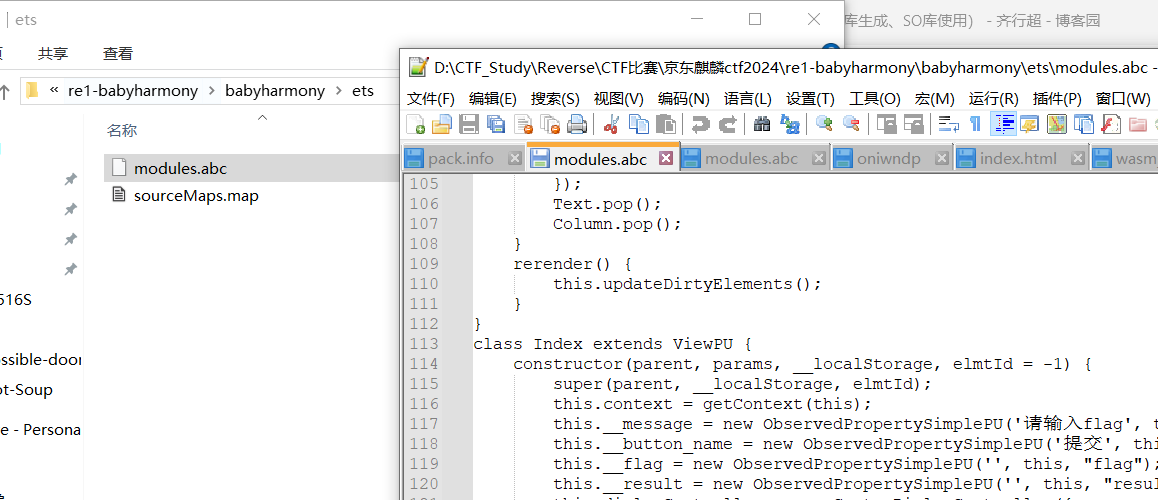 ets
库生成、SO库使用） - 齐行超 - 博客园
共享 查看
« re1-babyharmony > babyharmony > ets
名称
modules.abc
sourceMaps.map
516S
ossible-door
ot-Soup
e - Persona
D:\CTF_Study\Reverse\CTF比赛\京东麒麟ctf2024\re1-babyharmony\babyharmony\ets\modules.abc -
文件(F) 编辑(E) 搜索(S) 视图(V) 编码(N) 语言(L) 设置(T) 工具(O) 宏(M) 运行(R) 插件(P) 窗口(W)
pack.info modules.abc modules.abc oniwndp index.html wasm
105 });
106 Text.pop();
107 Column.pop();
108 }
109 rerender() {
110 this.updateDirtyElements();
111 }
112 }
113 class Index extends ViewPU {
114 constructor(parent, params, __localStorage, elmtId = -1) {
115 super(parent, __localStorage, elmtId);
116 this.context = getContext(this);
117 this.__message = new ObservedPropertySimplePU('请输入flag', t
118 this.__button_name = new ObservedPropertySimplePU('提交', thi
119 this.__flag = new ObservedPropertySimplePU('', this, "flag");
120 this.__result = new ObservedPropertySimplePU('', this, "resul